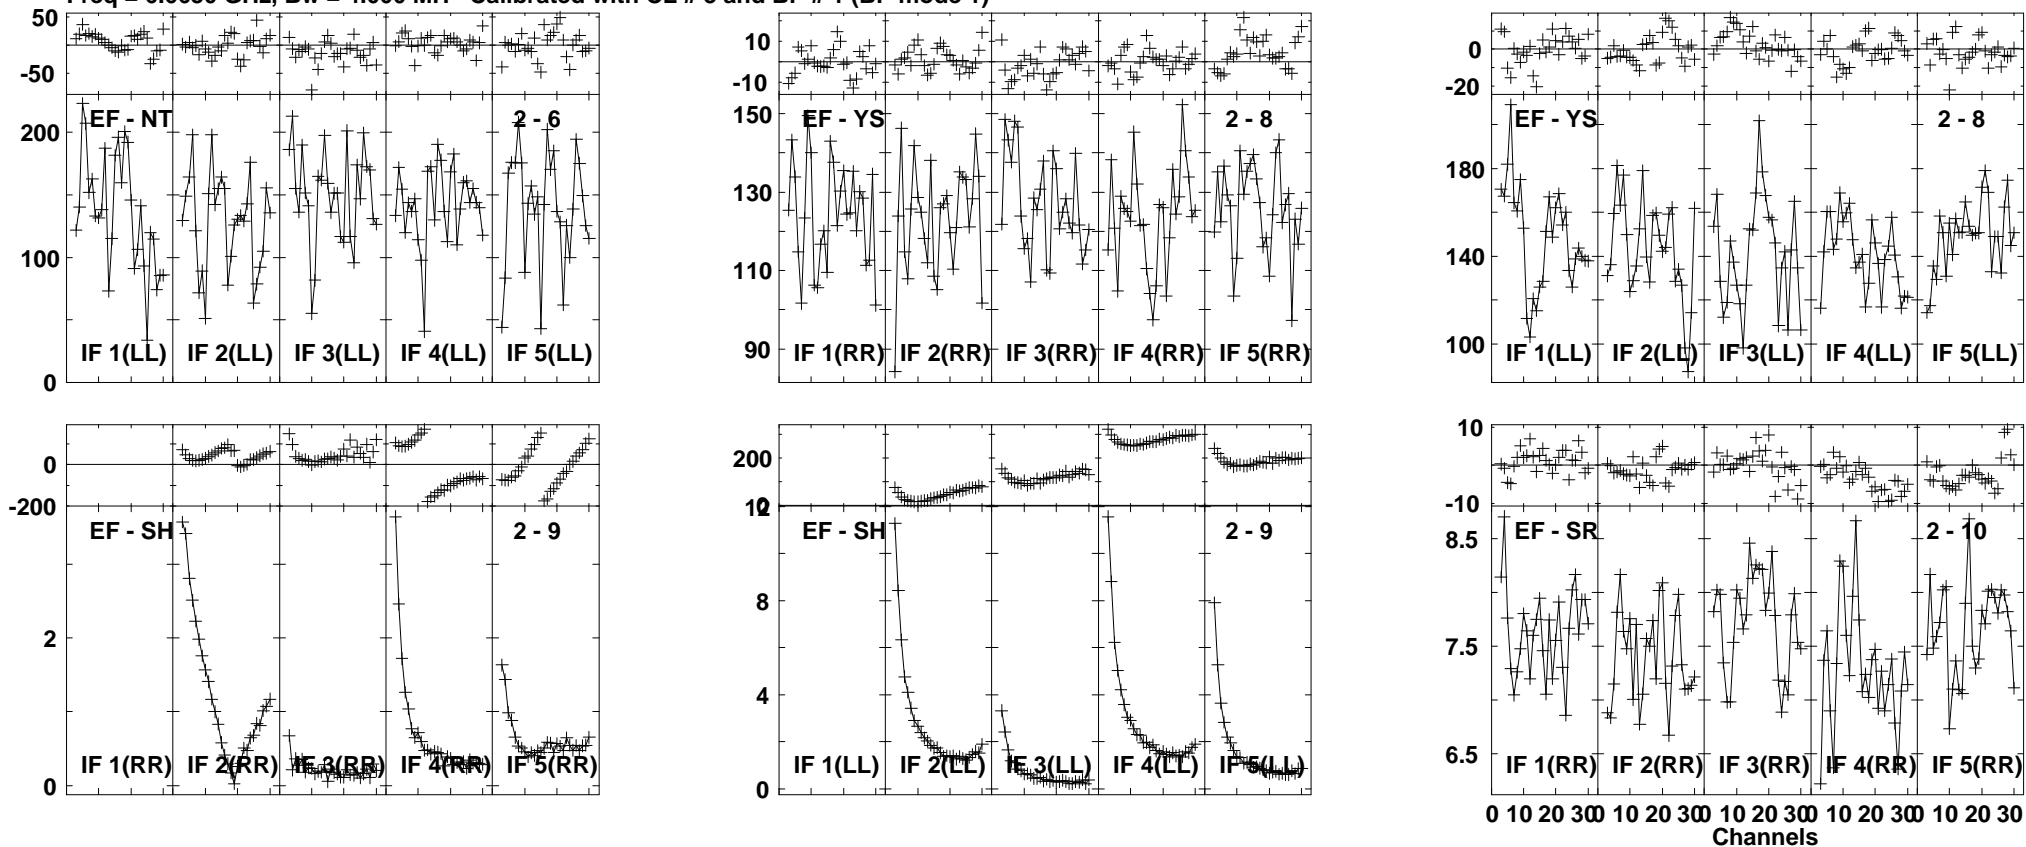 50
-50
EF - NT
2 - 6
200
100
0
IF 1(LL) IF 2(LL) IF 3(LL) IF 4(LL) IF 5(LL)
10
-10
EF - YS
2 - 8
150
130
110
90
IF 1(RR) IF 2(RR) IF 3(RR) IF 4(RR) IF 5(RR)
0
-20
EF - YS
2 - 8
180
140
100
IF 1(LL) IF 2(LL) IF 3(LL) IF 4(LL) IF 5(LL)
0
-200
EF - SH
2 - 9
2
0
IF 1(RR) IF 2(RR) IF 3(RR) IF 4(RR) IF 5(RR)
200
0
12
EF - SH
2 - 9
8
4
0
IF 1(LL) IF 2(LL) IF 3(LL) IF 4(LL) IF 5(LL)
10
-10
EF - SR
2 - 10
8.5
7.5
6.5
IF 1(RR) IF 2(RR) IF 3(RR) IF 4(RR) IF 5(RR)
0 10 20 30 0 10 20 30 0 10 20 30 0 10 20 30 0 10 20 30
Channels